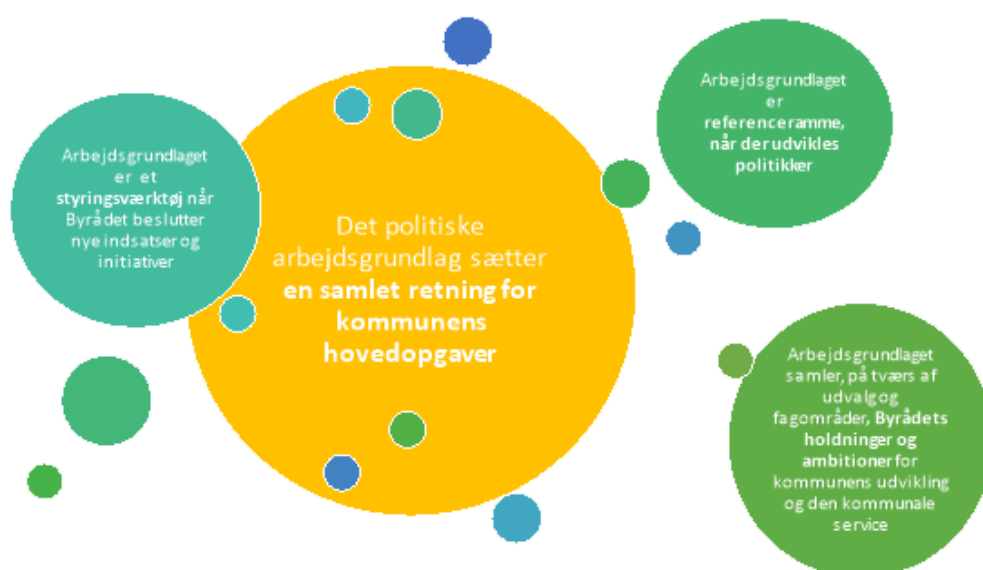 Arbejdsgrundlaget
er et
styringsværktøj når
Byrådet beslutter
nye indsatser og
initiativer
Det politiske
arbejdsgrundlag sætter
en samlet retning for
kommunens
hovedopgaver
Arbejdsgrundlaget
er
referenceramme,
når der udvikles
politikker
Arbejdsgrundlaget
samler, på tværs af
udvalg og
fagområder, Byrådets
holdninger og
ambitioner for
kommunens udvikling
og den kommunale
service